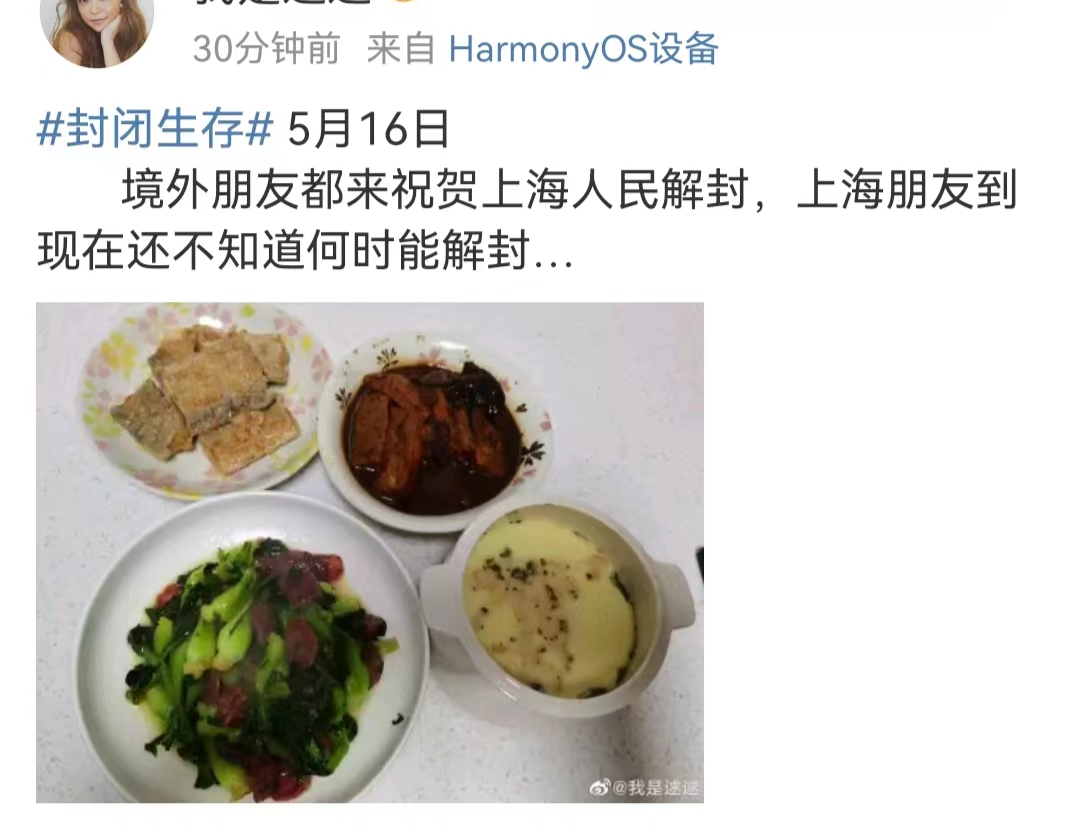 30分钟前 来自 HarmonyOS设备
#封闭生存# 5月16日
境外朋友都来祝贺上海人民解封，上海朋友到
现在还不知道何时能解封...
@我是逑逑